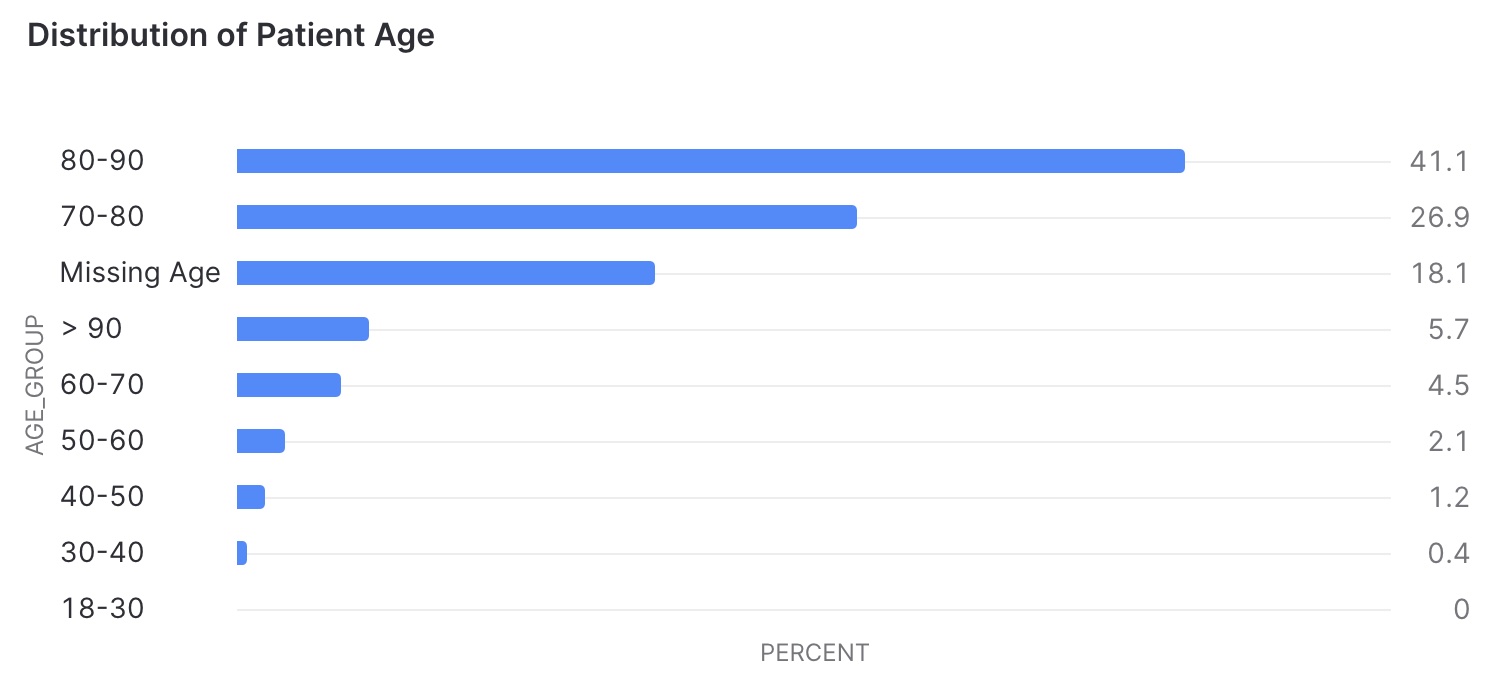 Distribution of Patient Age
AGE_GROUP
80-90 41.1
70-80 26.9
Missing Age 18.1
> 90 5.7
60-70 4.5
50-60 2.1
40-50 1.2
30-40 0.4
18-30 0
PERCENT